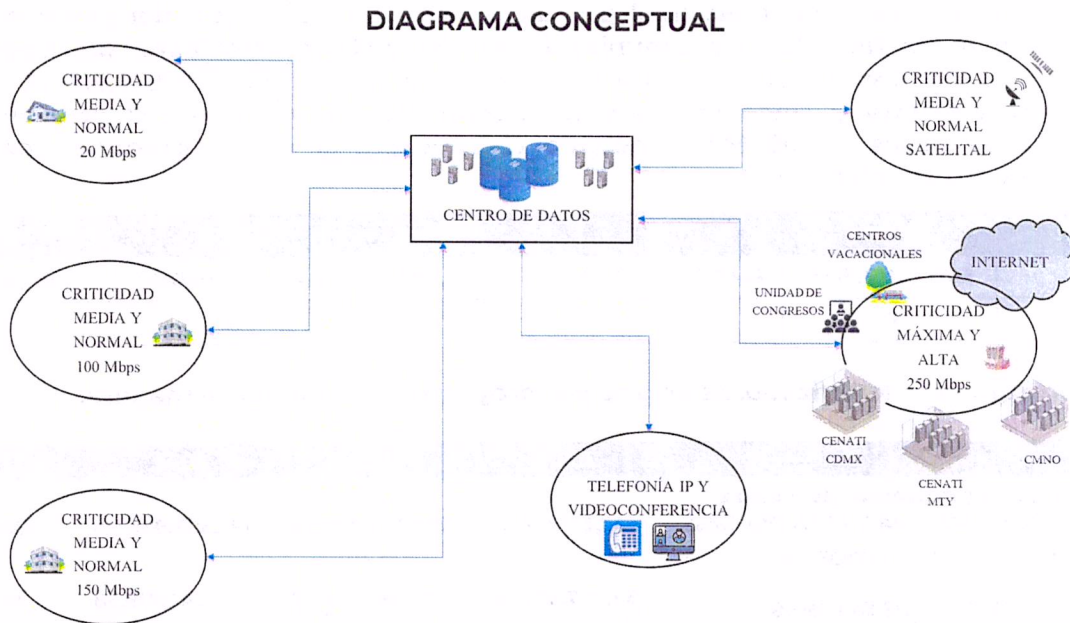 DIAGRAMA CONCEPTUAL
CRITICIDAD
MEDIA Y
NORMAL
20 Mbps
CRITICIDAD
MEDIA Y
NORMAL
SATELITAL
CENTRO DE DATOS
CENTROS
VACACIONALES
INTERNET
UNIDAD DE
CONGRESOS
CRITICIDAD
MÁXIMA Y
ALTA
250 Mbps
CRITICIDAD
MEDIA Y
NORMAL
100 Mbps
CENATI
CDMX
CENATI
MTY
CMNO
TELEFONÍA IP Y
VIDEOCONFERENCIA
CRITICIDAD
MEDIA Y
NORMAL
150 Mbps